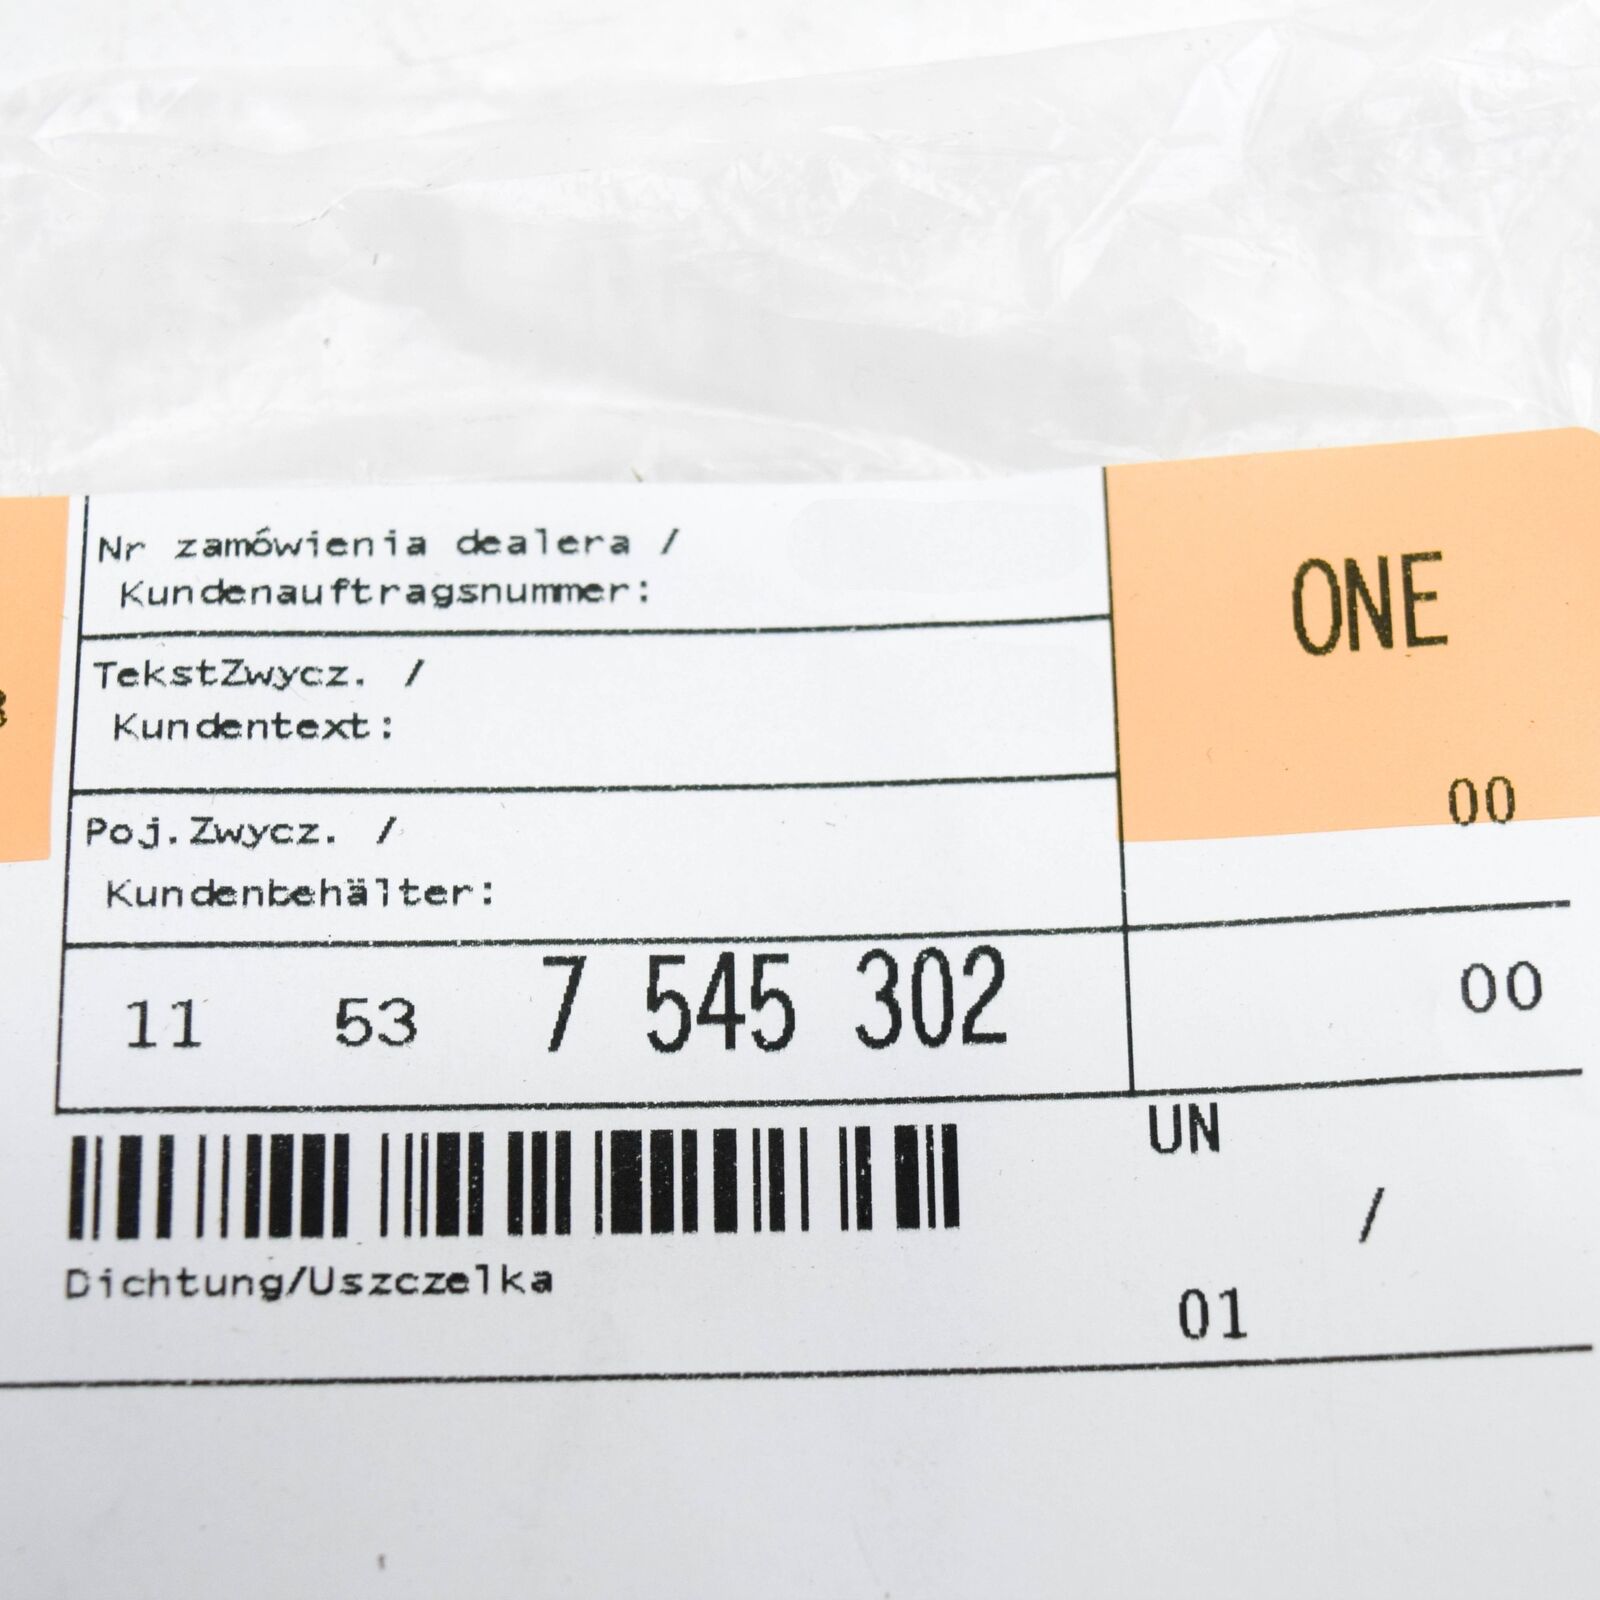 Nr zamówienia dealera /
Kundenauftragsnummer:
ONE
TekstZwycz. /
Kundentext:
00
Poj.Zwycz. /
Kundenbehälter:
11 53 7 545 302
00
UN
/
Dichtung/Uszczelka
01